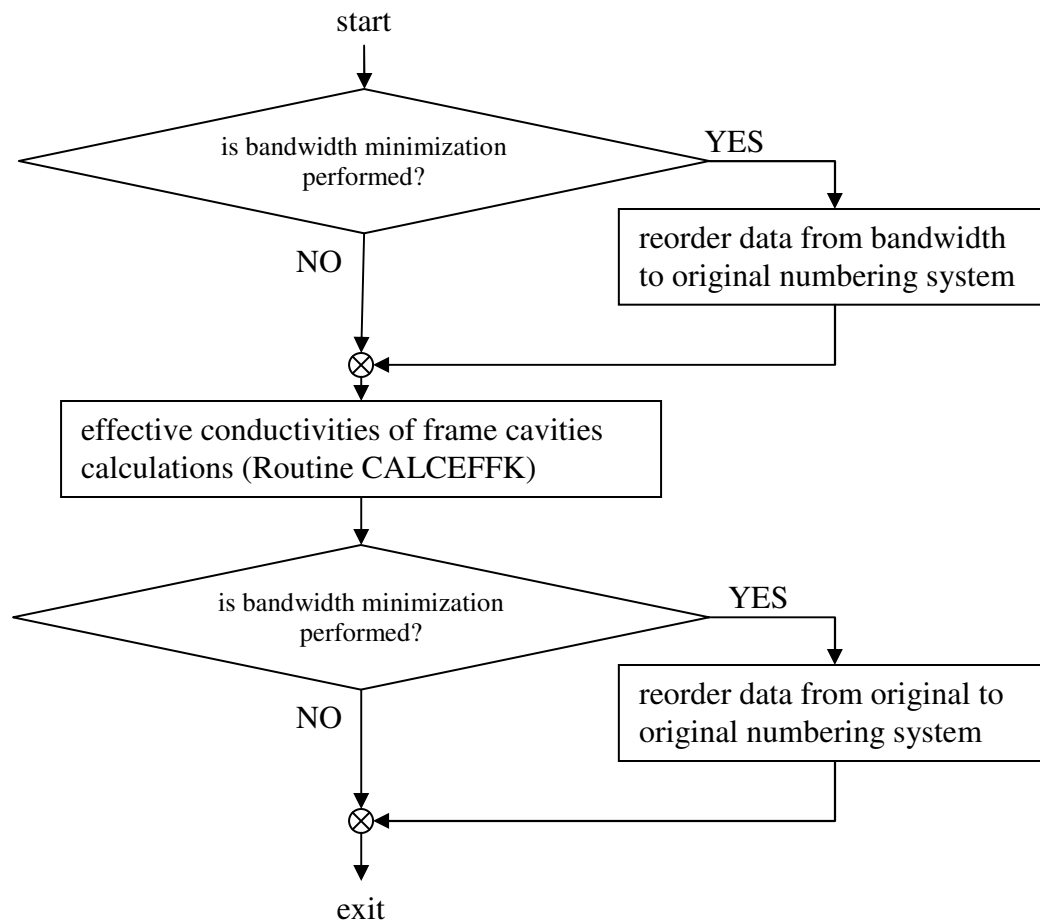 start
is bandwidth minimization
performed?
YES
reorder data from bandwidth
to original numbering system
NO
effective conductivities of frame cavities
calculations (Routine CALCEFFK)
is bandwidth minimization
performed?
YES
reorder data from original to
original numbering system
NO
exit